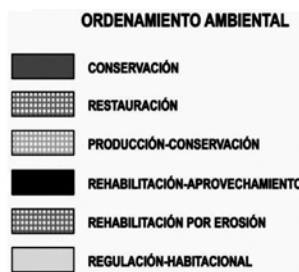 ORDENAMIENTO AMBIENTAL
CONSERVACIÓN
RESTAURACIÓN
PRODUCCIÓN-CONSERVACIÓN
REHABILITACIÓN-APROVECHAMIENTO
REHABILITACIÓN POR EROSIÓN
REGULACIÓN-HABITACIONAL